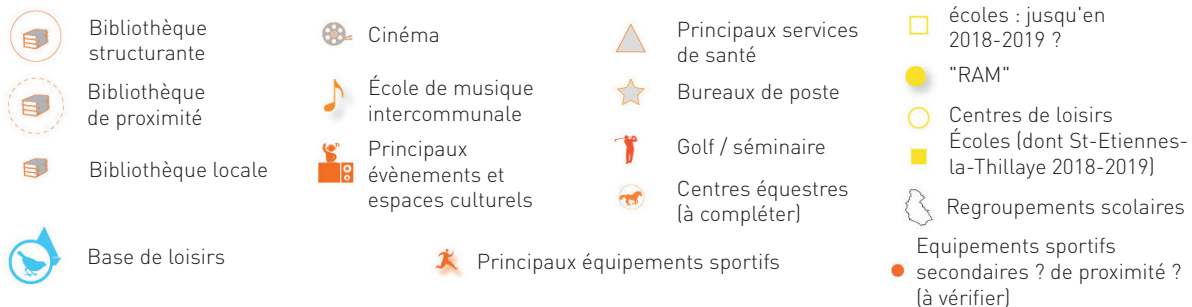 Bibliothèque
structurante
Bibliothèque
de proximité
Bibliothèque locale
Base de loisirs
Cinéma
École de musique
intercommunale
Principaux
évènements et
espaces culturels
Principaux équipements sportifs
Principaux services
de santé
Bureaux de poste
Golf / séminaire
Centres équestres
(à compléter)
écoles : jusqu'en
2018-2019 ?
"RAM"
Centres de loisirs
Écoles (dont St-Etiennes-
la-Thillaye 2018-2019)
Regroupements scolaires
Equipements sportifs
secondaires ? de proximité ?
(à vérifier)